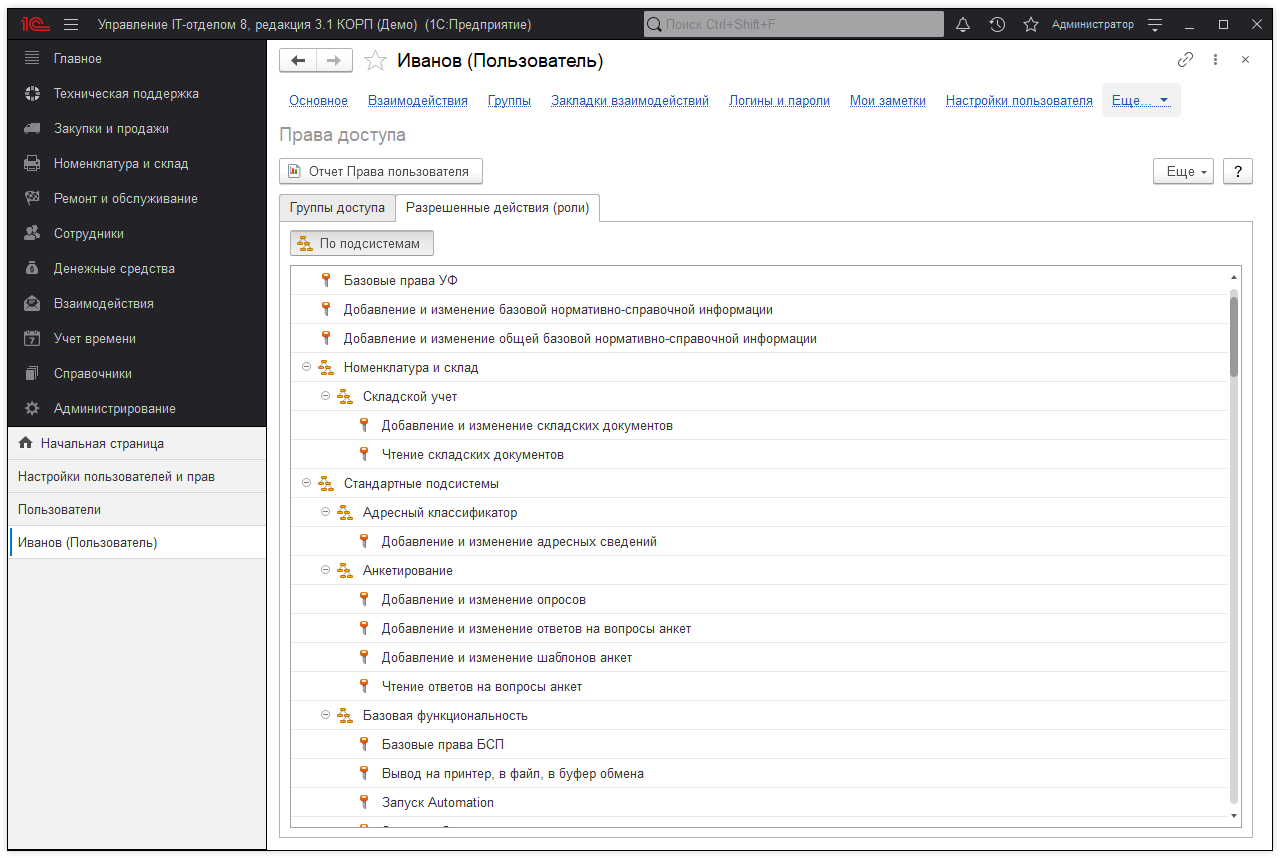 1С Управление IT-отделом 8, редакция 3.1 КОРП (Демо) (1С:Предприятие) Поиск Ctrl+Shift+F Администратор
Главное
Техническая поддержка
Закупки и продажи
Номенклатура и склад
Ремонт и обслуживание
Сотрудники
Денежные средства
Взаимодействия
7 Учет времени
Справочники
Администрирование
Начальная страница
Настройки пользователей и прав
Пользователи
Иванов (Пользователь)
Иванов (Пользователь)
Основное Взаимодействия Группы Закладки взаимодействий Логины и пароли Мои заметки Настройки пользователя Еще...
Права доступа
Отчет Права пользователя Еще ?
Группы доступа Разрешенные действия (роли)
По подсистемам
Базовые права УФ
Добавление и изменение базовой нормативно-справочной информации
Добавление и изменение общей базовой нормативно-справочной информации
Номенклатура и склад
Складской учет
Добавление и изменение складских документов
Чтение складских документов
Стандартные подсистемы
Адресный классификатор
Добавление и изменение адресных сведений
Анкетирование
Добавление и изменение опросов
Добавление и изменение ответов на вопросы анкет
Добавление и изменение шаблонов анкет
Чтение ответов на вопросы анкет
Базовая функциональность
Базовые права БСП
Вывод на принтер, в файл, в буфер обмена
Запуск Automation